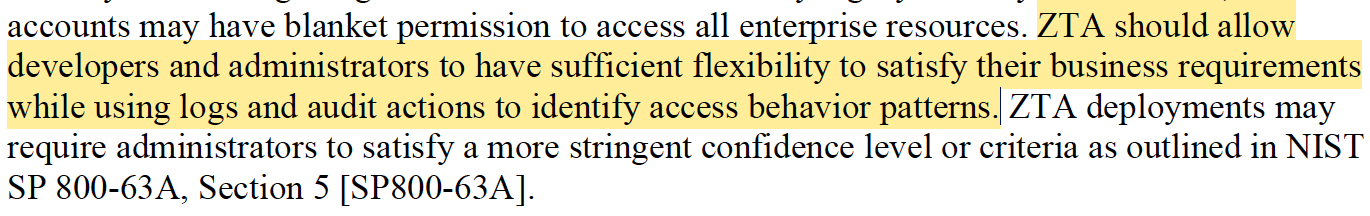 accounts may have blanket permission to access all enterprise resources. ZTA should allow
developers and administrators to have sufficient flexibility to satisfy their business requirements
while using logs and audit actions to identify access behavior patterns. ZTA deployments may
require administrators to satisfy a more stringent confidence level or criteria as outlined in NIST
SP 800-63A, Section 5 [SP800-63A].